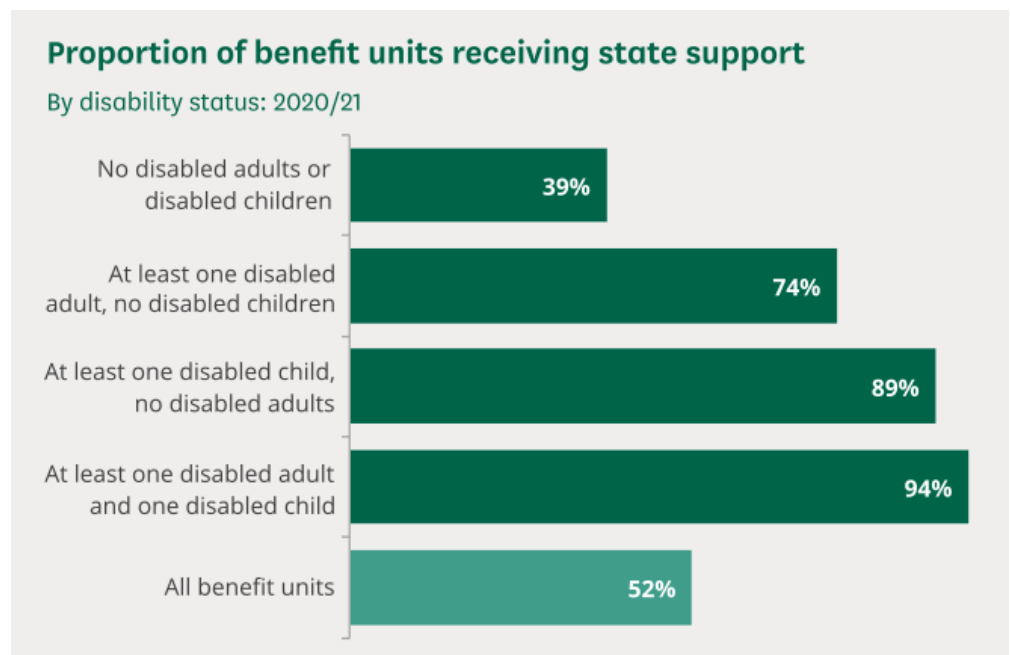 Proportion of benefit units receiving state support
By disability status: 2020/21
No disabled adults or
disabled children
39%
At least one disabled
adult, no disabled children
74%
At least one disabled child,
no disabled adults
89%
At least one disabled adult
and one disabled child
94%
All benefit units
52%